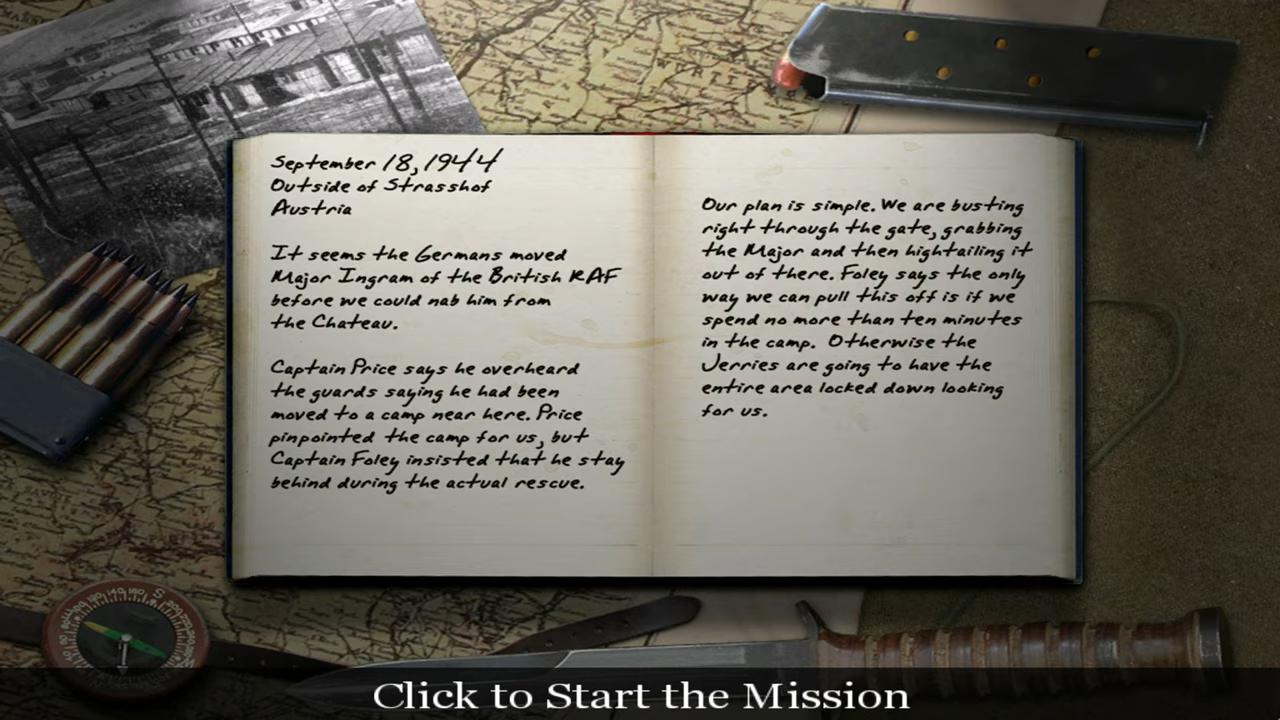 September 18, 1944
Outside of Strasshof
Austria
It seems the Germans moved
Major Ingram of the British RAF
before we could nab him from
the Chateau.
Captain Price says he overheard
the guards saying he had been
moved to a camp near here. Price
pinpointed the camp for us, but
Captain Foley insisted that he stay
behind during the actual rescue.
Our plan is simple. We are busting
right through the gate, grabbing
the Major and then hightailing it
out of there. Foley says the only
way we can pull this off is if we
spend no more than ten minutes
in the camp. Otherwise the
Jerries are going to have the
entire area locked down looking
for us.
Click to Start the Mission